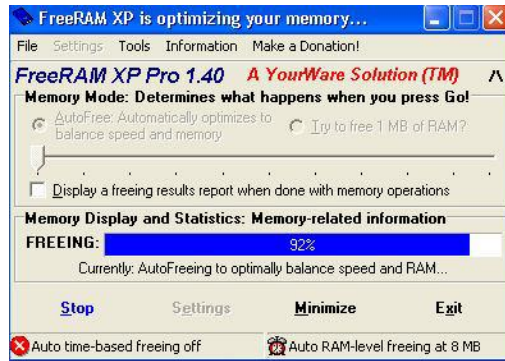 FreeRAM XP is optimizing your memory...
File Settings Tools Information Make a Donation!
FreeRAM XP Pro 1.40 A YourWare Solution (TM) /\
Memory Mode: Determines what happens when you press Go!
AutoFree: Automatically optimizes to balance speed and memory
Try to free 1 MB of RAM?
Display a freeing results report when done with memory operations
Memory Display and Statistics: Memory-related information
FREEING: 92%
Currently: AutoFreeing to optimally balance speed and RAM...
Stop Settings Minimize Exit
Auto time-based freeing off Auto RAM-level freeing at 8 MB